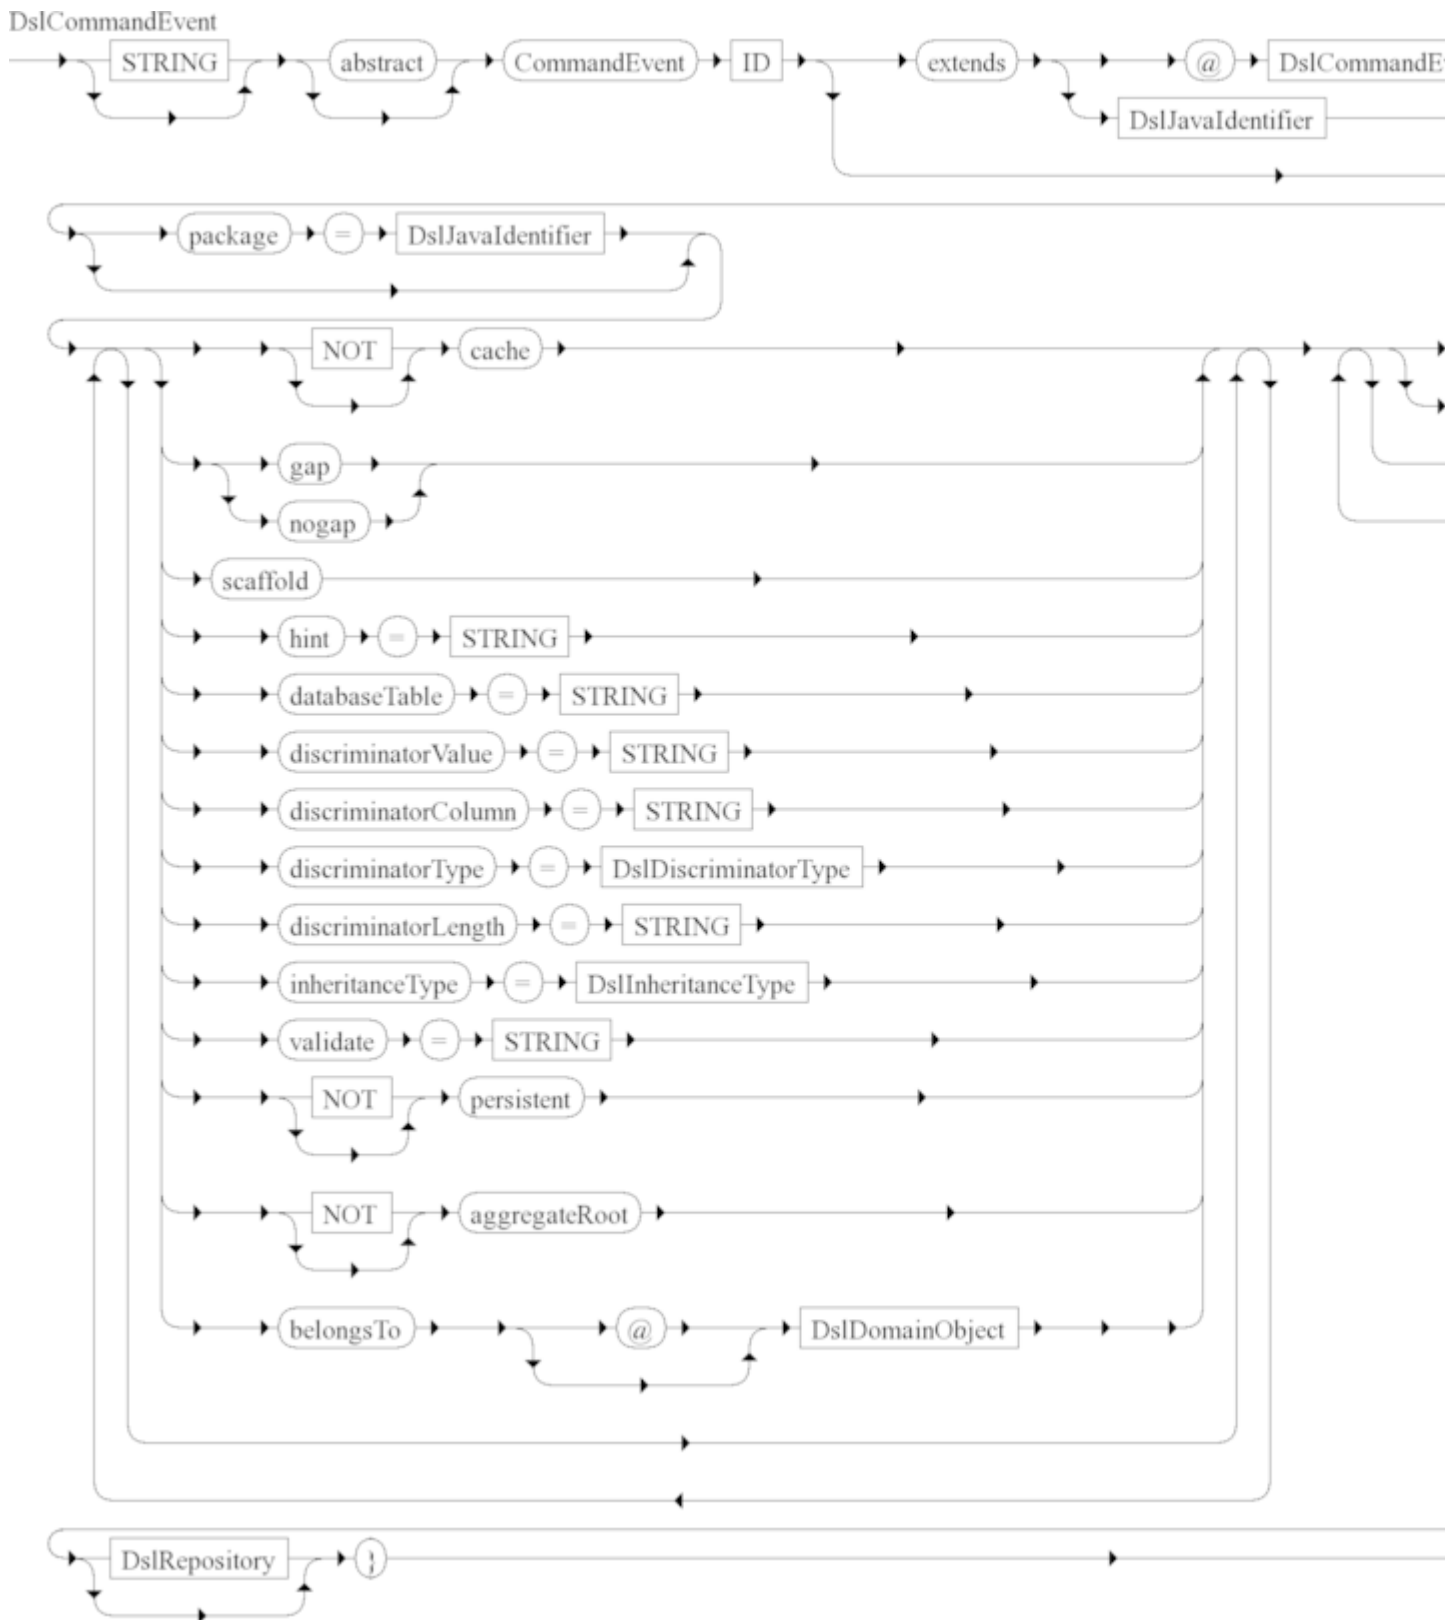 DslCommandEvent
STRING abstract CommandEvent ID extends @ DslCommandEv
DslJavaIdentifier
package = DslJavaIdentifier
NOT cache
gap
nogap
scaffold
hint = STRING
databaseTable = STRING
discriminatorValue = STRING
discriminatorColumn = STRING
discriminatorType = DslDiscriminatorType
discriminatorLength = STRING
inheritanceType = DslInheritanceType
validate = STRING
NOT persistent
NOT aggregateRoot
belongsTo @ DslDomainObject
DslRepository }